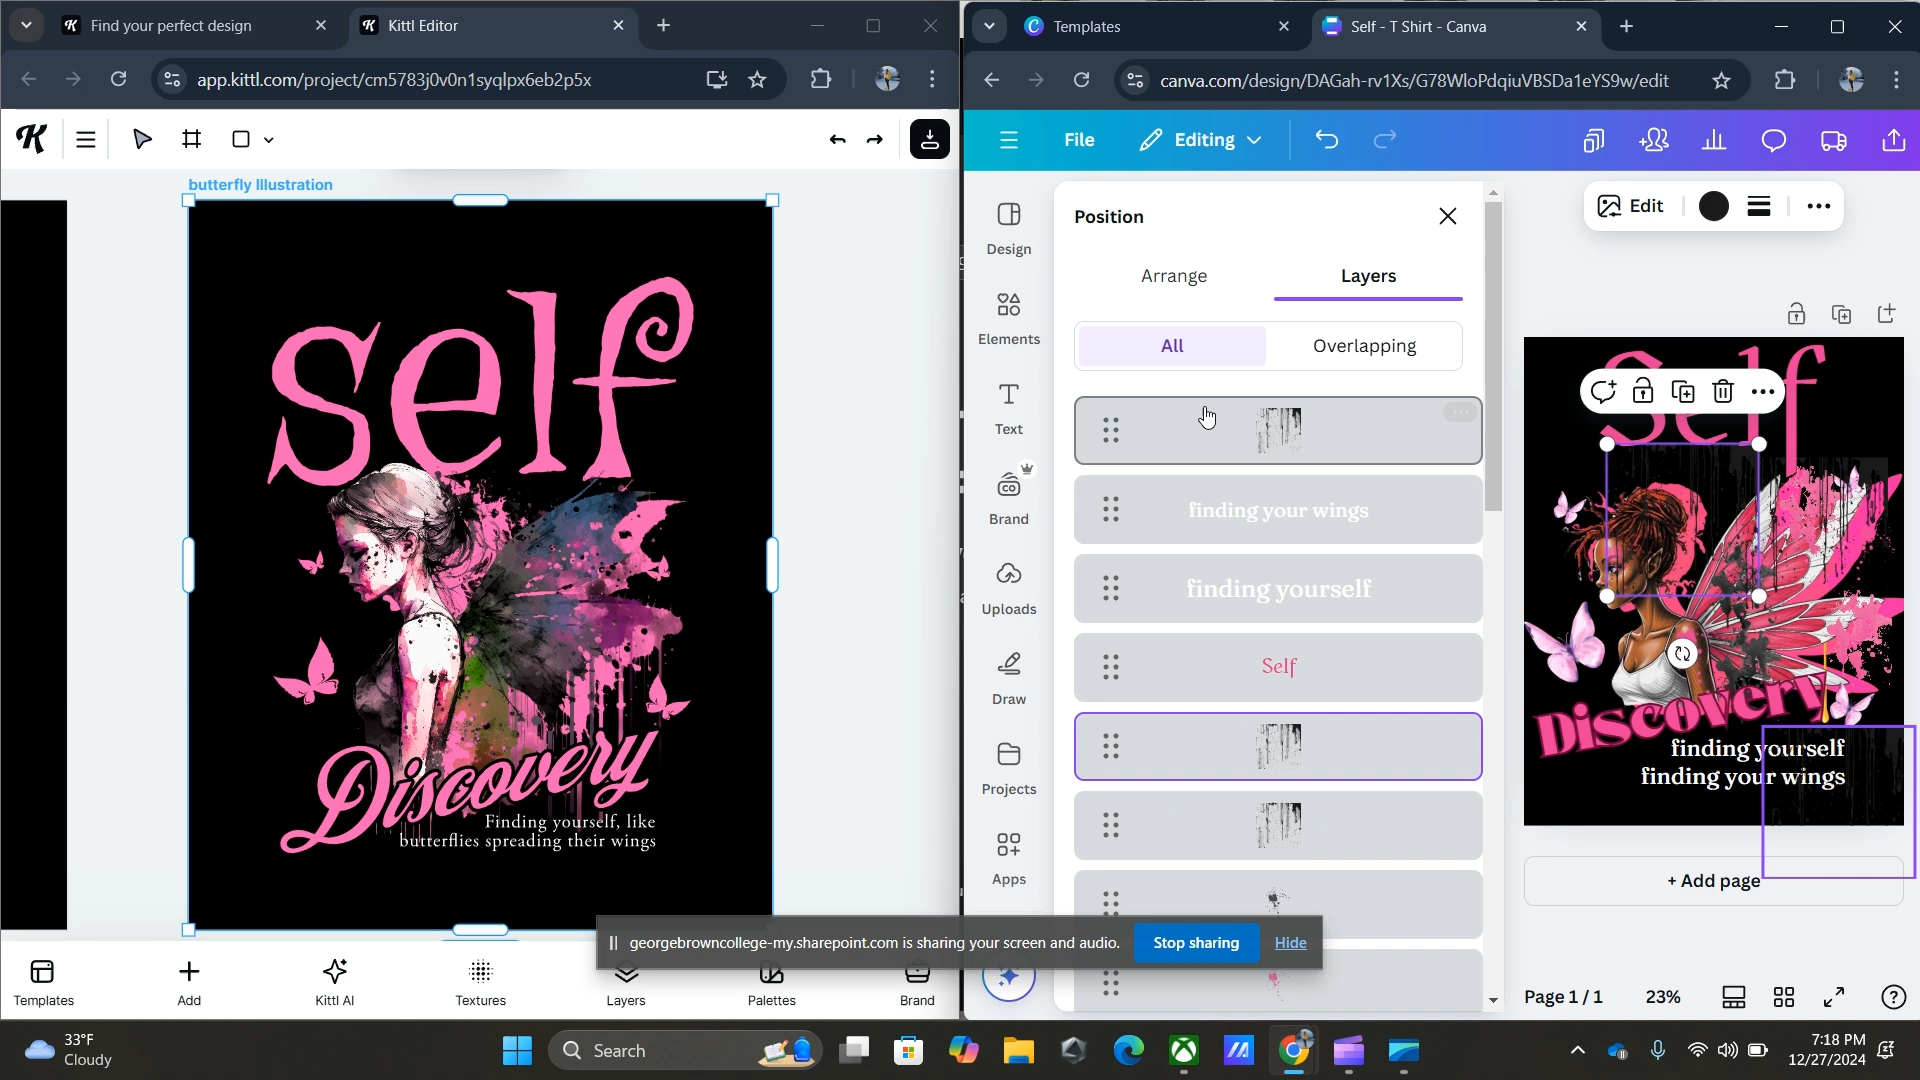 Find your perfect design
Kittl Editor
app.kittl.com/project/cm5783j0v0n1syqlpx6eb2p5x
butterfly Illustration
self
Discovery
Finding yourself, like
butterflies spreading their wings
Templates
Add
Kittl AI
Textures
Layers
Palettes
Brand
Templates
Self - T Shirt - Canva
canva.com/design/DAGah-rv1Xs/G78WloPdqiuVBSDa1eYS9w/edit
File
Editing
Design
Elements
Text
Brand
Uploads
Draw
Projects
Apps
Position
Arrange
Layers
All
Overlapping
finding your wings
finding yourself
Self
Edit
Self
Discovery
finding yourself
finding your wings
+ Add page
Page 1 / 1
23%
georgebrowncollege-my.sharepoint.com is sharing your screen and audio.
Stop sharing
Hide
33°F
Cloudy
Search
7:18 PM
12/27/2024